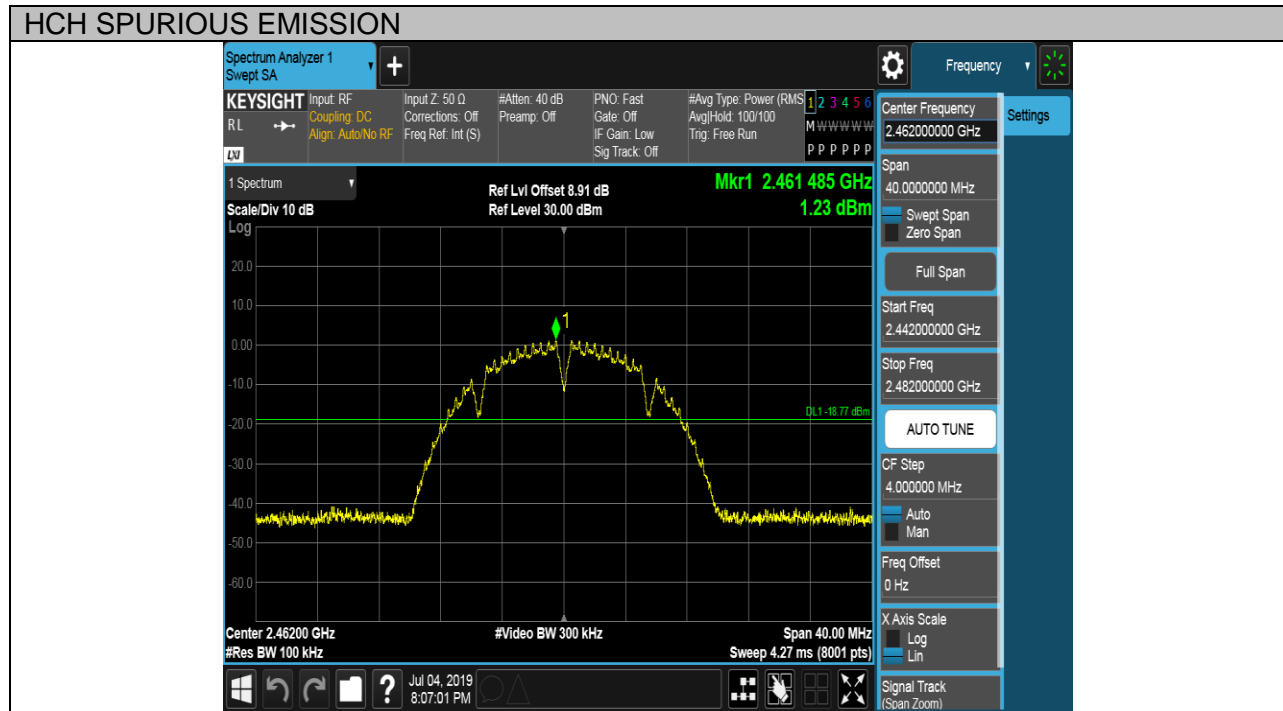 HCH SPURIOUS EMISSION
Spectrum Analyzer 1
Swept SA
+
Frequency
KEYSIGHT
RL
LXI
Input: RF
Coupling: DC
Align: Auto/No RF
Input Z: 50 Ω
Corrections: Off
Freq Ref: Int (S)
#Atten: 40 dB
Preamp: Off
PNO: Fast
Gate: Off
IF Gain: Low
Sig Track: Off
#Avg Type: Power (RMS
Avg|Hold: 100/100
Trig: Free Run
1 2 3 4 5 6
M W W W W W
P P P P P P
1 Spectrum
Scale/Div 10 dB
Ref Lvl Offset 8.91 dB
Ref Level 30.00 dBm
Mkr1 2.461 485 GHz
1.23 dBm
Log
20.0
10.0
1
0.00
-10.0
DL1 -18.77 dBm
-20.0
-30.0
-40.0
-50.0
-60.0
Center 2.46200 GHz
#Video BW 300 kHz
Span 40.00 MHz
#Res BW 100 kHz
Sweep 4.27 ms (8001 pts)
?
Jul 04, 2019
8:07:01 PM
Center Frequency
2.462000000 GHz
Settings
Span
40.0000000 MHz
Swept Span
Zero Span
Full Span
Start Freq
2.442000000 GHz
Stop Freq
2.482000000 GHz
AUTO TUNE
CF Step
4.000000 MHz
Auto
Man
Freq Offset
0 Hz
X Axis Scale
Log
Lin
Signal Track
(Span Zoom)